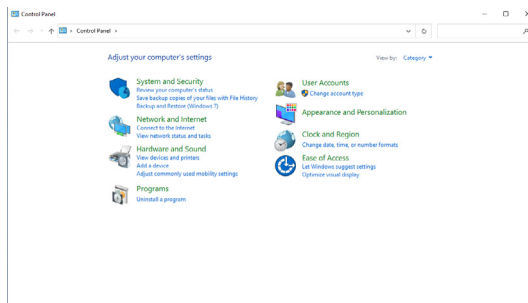 Control Panel
Control Panel
Adjust your computer's settings
View by: Category
System and Security
Review your computer's status
Save backup copies of your files with File History
Backup and Restore (Windows 7)
Network and Internet
Connect to the Internet
View network status and tasks
Hardware and Sound
View devices and printers
Add a device
Adjust commonly used mobility settings
Programs
Uninstall a program
User Accounts
Change account type
Appearance and Personalization
Clock and Region
Change date, time, or number formats
Ease of Access
Let Windows suggest settings
Optimize visual display